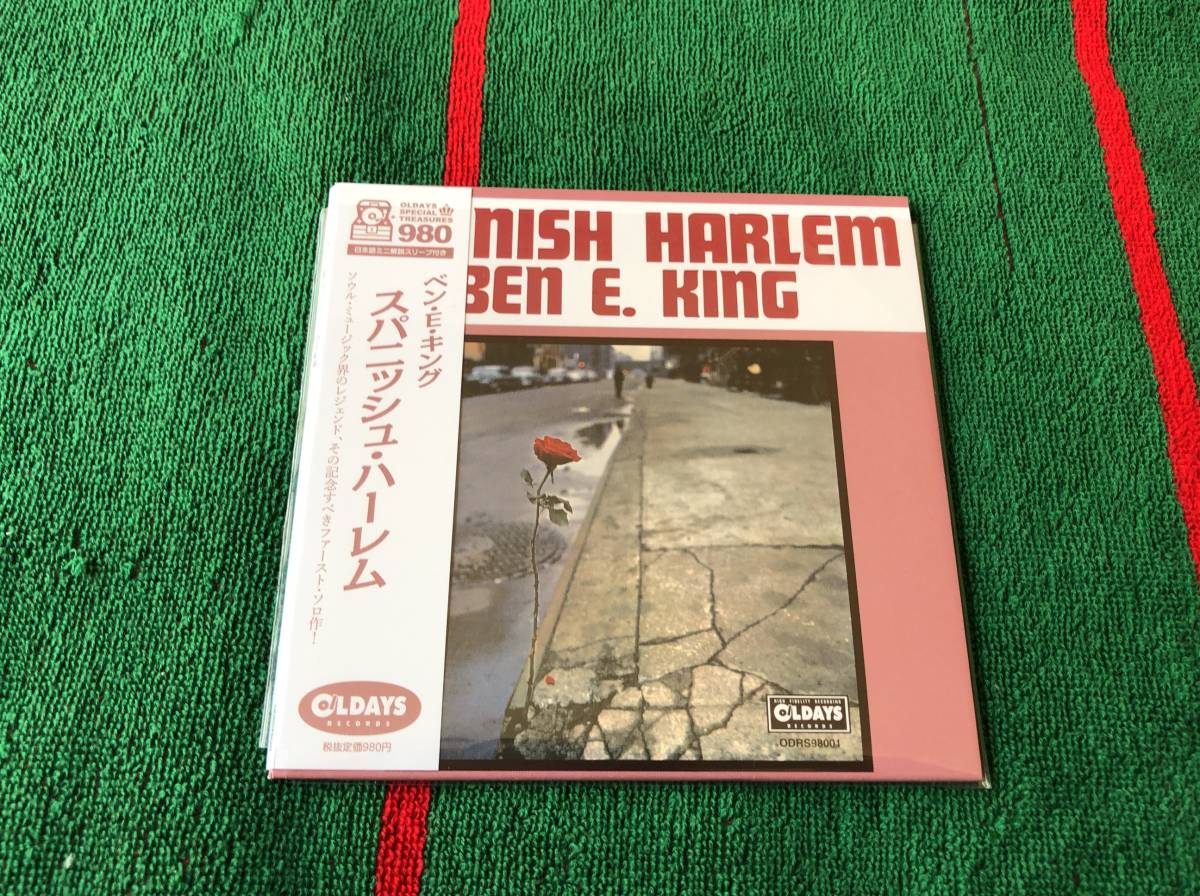 OLDAYS
SPECIAL
TREASURES
980
日本語ミニ解説スリーブ付き
ベン・E・キング
スパニッシュ・ハーレム
ソウル・ミュージック界のレジェンド、その記念すべきファースト・ソロ作!
OLDAYS
RECORDS
税抜定価980円
NISH HARLEM
BEN E. KING
HIGH FIDELITY RECORDING
OLDAYS
RECORDS
ODRS98001